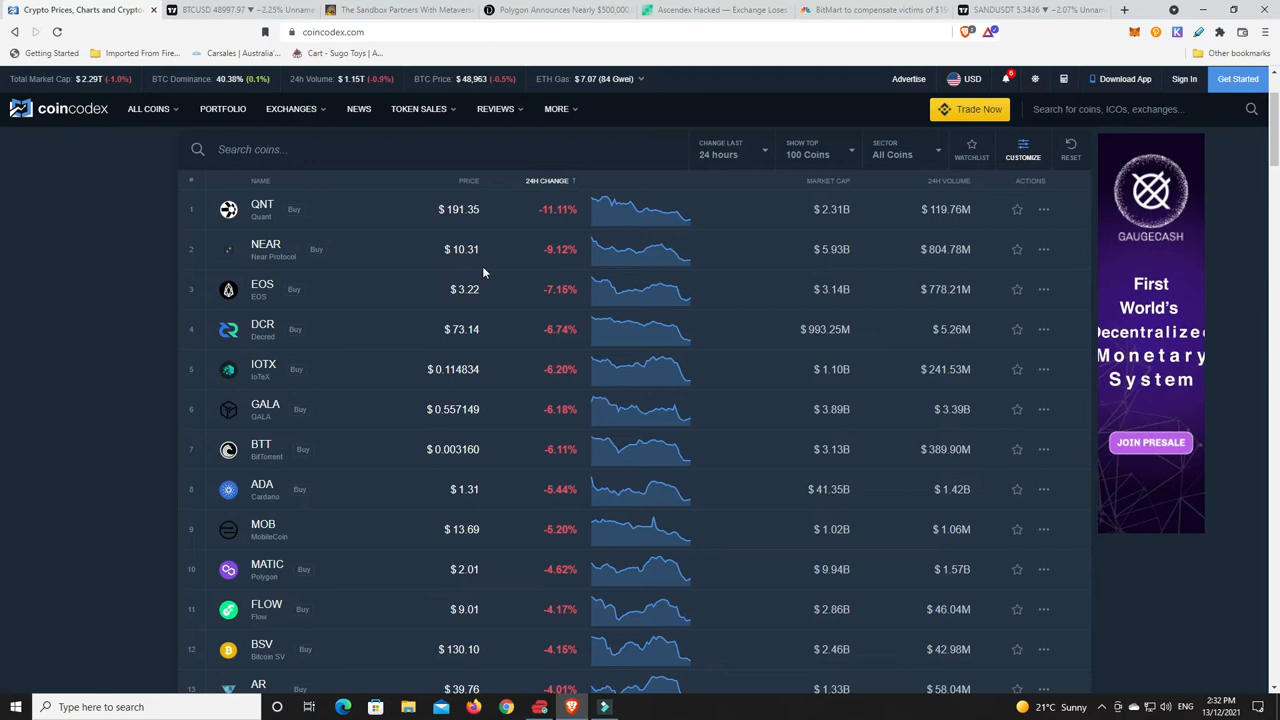 Crypto Prices, Charts and Crypto
BTCUSD 48997.97 ▼ −2.25% Unname
The Sandbox Partners With Metavers
Polygon Announces Nearly $500,000
Ascendex Hacked — Exchange Loses
BitMart to compensate victims of $19
SANDUSDT 5.3436 ▼ −2.07% Unname
coincodex.com
Getting Started
Imported From Fire...
Carsales | Australia'...
Cart - Sugo Toys | A...
Other bookmarks
Total Market Cap: $2.29T (-1.0%)
BTC Dominance: 40.38% (0.1%)
24h Volume: $1.15T (-0.9%)
BTC Price: $48,963 (-0.5%)
ETH Gas: $7.07 (84 Gwei)
Advertise
USD
6
Download App
Sign In
Get Started
coincodex
ALL COINS
PORTFOLIO
EXCHANGES
NEWS
TOKEN SALES
REVIEWS
MORE
Trade Now
Search for coins, ICOs, exchanges...
Search coins...
CHANGE LAST
24 hours
SHOW TOP
100 Coins
SECTOR
All Coins
WATCHLIST
CUSTOMIZE
RESET
# NAME PRICE 24H CHANGE ↑ MARKET CAP 24H VOLUME ACTIONS
1 QNT Buy $ 191.35 -11.11% $ 2.31B $ 119.76M
Quant
2 NEAR Buy $ 10.31 -9.12% $ 5.93B $ 804.78M
Near Protocol
3 EOS Buy $ 3.22 -7.15% $ 3.14B $ 778.21M
EOS
4 DCR Buy $ 73.14 -6.74% $ 993.25M $ 5.26M
Decred
5 IOTX Buy $ 0.114834 -6.20% $ 1.10B $ 241.53M
IoTeX
6 GALA Buy $ 0.557149 -6.18% $ 3.89B $ 3.39B
GALA
7 BTT Buy $ 0.003160 -6.11% $ 3.13B $ 389.90M
BitTorrent
8 ADA Buy $ 1.31 -5.44% $ 41.35B $ 1.42B
Cardano
9 MOB $ 13.69 -5.20% $ 1.02B $ 1.06M
MobileCoin
10 MATIC Buy $ 2.01 -4.62% $ 9.94B $ 1.57B
Polygon
11 FLOW Buy $ 9.01 -4.17% $ 2.86B $ 46.04M
Flow
12 BSV Buy $ 130.10 -4.15% $ 2.46B $ 42.98M
Bitcoin SV
13 AR $ 39.76 -4.01% $ 1.33B $ 58.04M
GAUGECASH
First
World's
Decentralized
Monetary
System
JOIN PRESALE
Type here to search
21°C Sunny
ENG
2:32 PM
13/12/2021